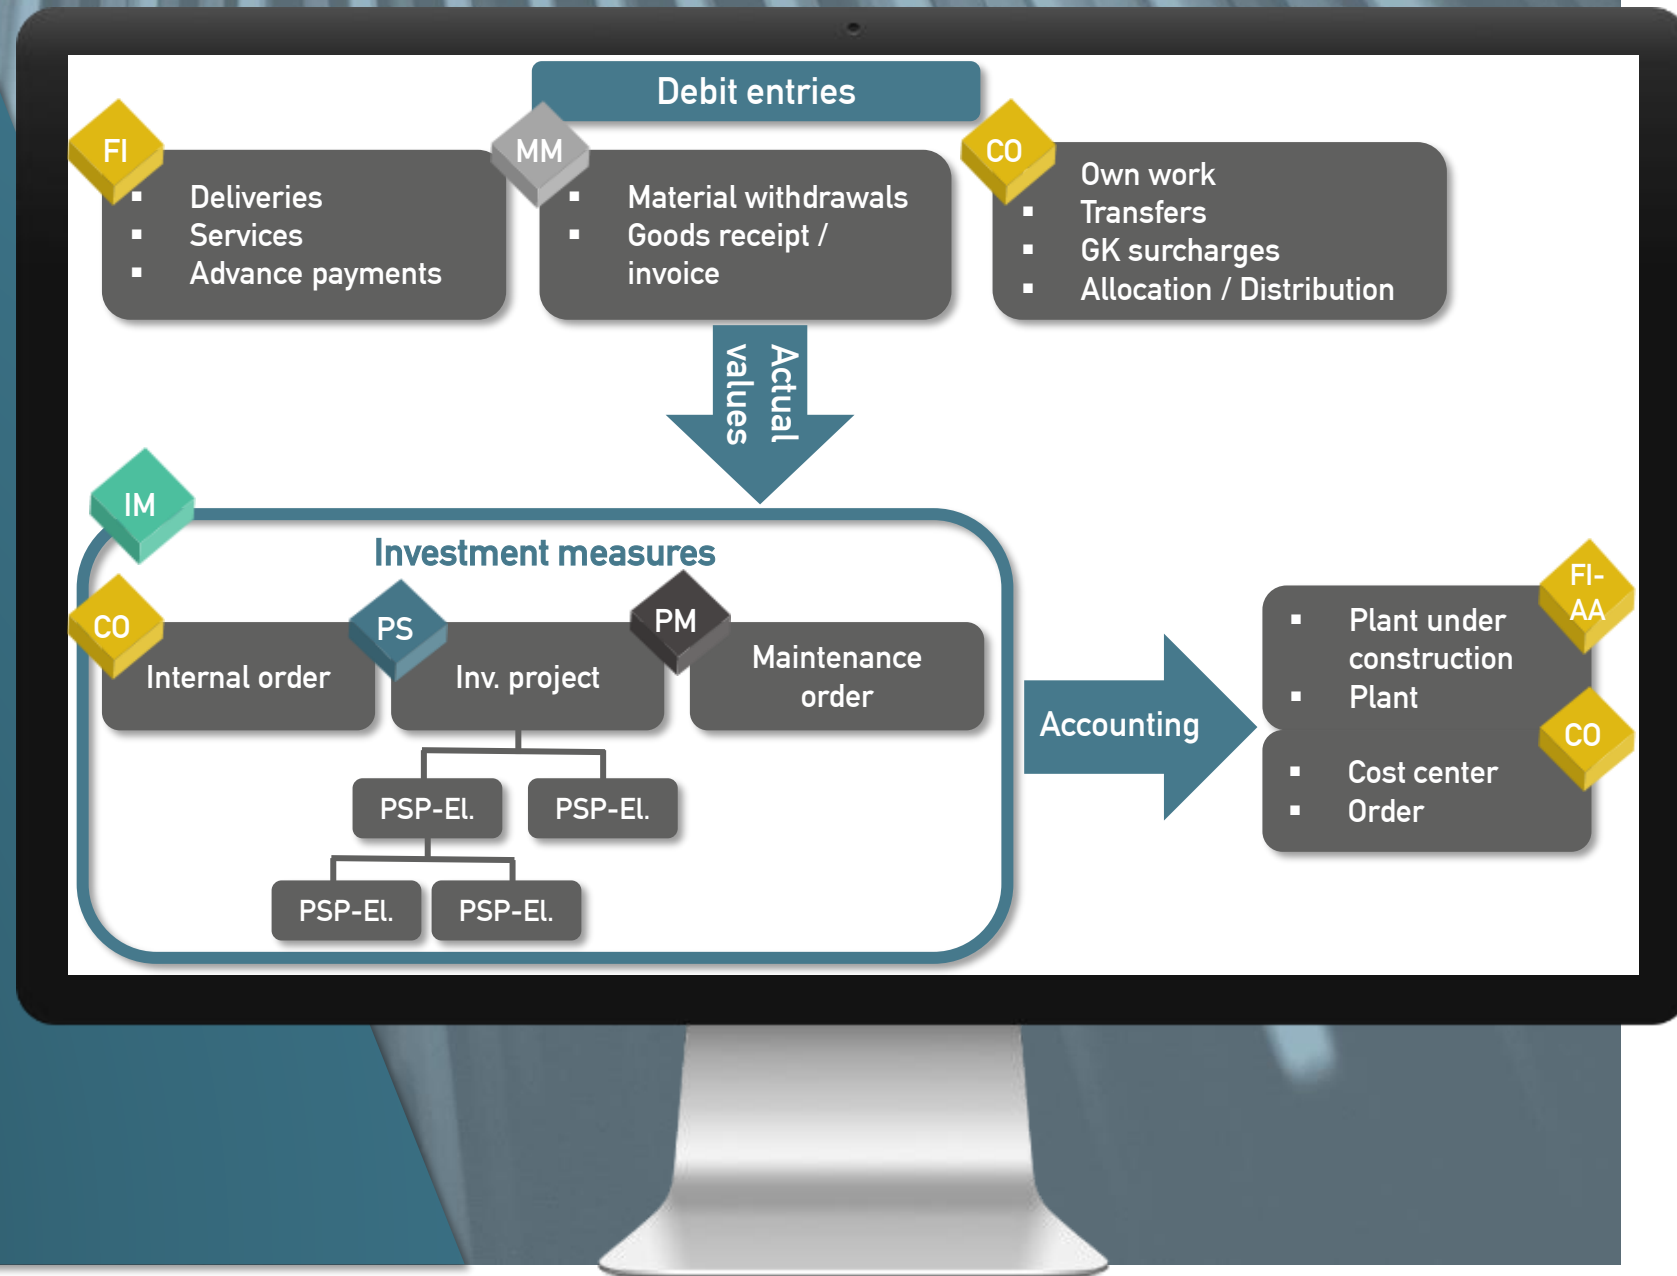 Debit entries
FI
Deliveries
Services
Advance payments
MM
Material withdrawals
Goods receipt /
invoice
CO
Own work
Transfers
GK surcharges
Allocation / Distribution
Actual
values
IM
Investment measures
CO
Internal order
PS
Inv. project
PM
Maintenance
order
PSP-El.
PSP-El.
PSP-El.
PSP-El.
Accounting
FI-
AA
Plant under
construction
Plant
CO
Cost center
Order